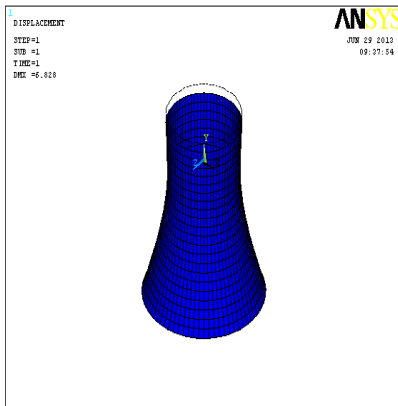 1
DISPLACEMENT
STEP=1
SUB =1
TIME=1
DMX =6.828
ANSYS
JUN 29 2013
09:37:54
Y
Z